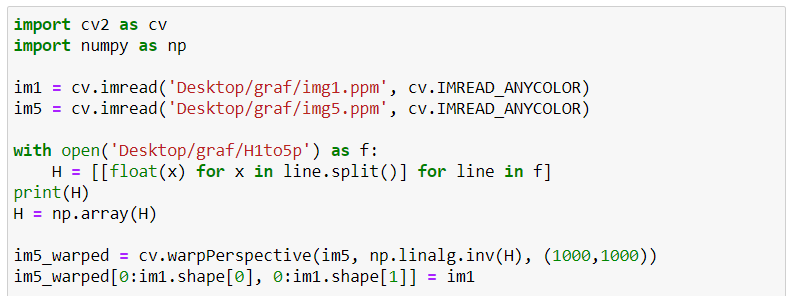 import cv2 as cv
import numpy as np
im1 = cv.imread('Desktop/graf/img1.ppm', cv.IMREAD_ANYCOLOR)
im5 = cv.imread('Desktop/graf/img5.ppm', cv.IMREAD_ANYCOLOR)
with open('Desktop/graf/H1to5p') as f:
    H = [[float(x) for x in line.split()] for line in f]
print(H)
H = np.array(H)
im5_warped = cv.warpPerspective(im5, np.linalg.inv(H), (1000,1000))
im5_warped[0:im1.shape[0], 0:im1.shape[1]] = im1